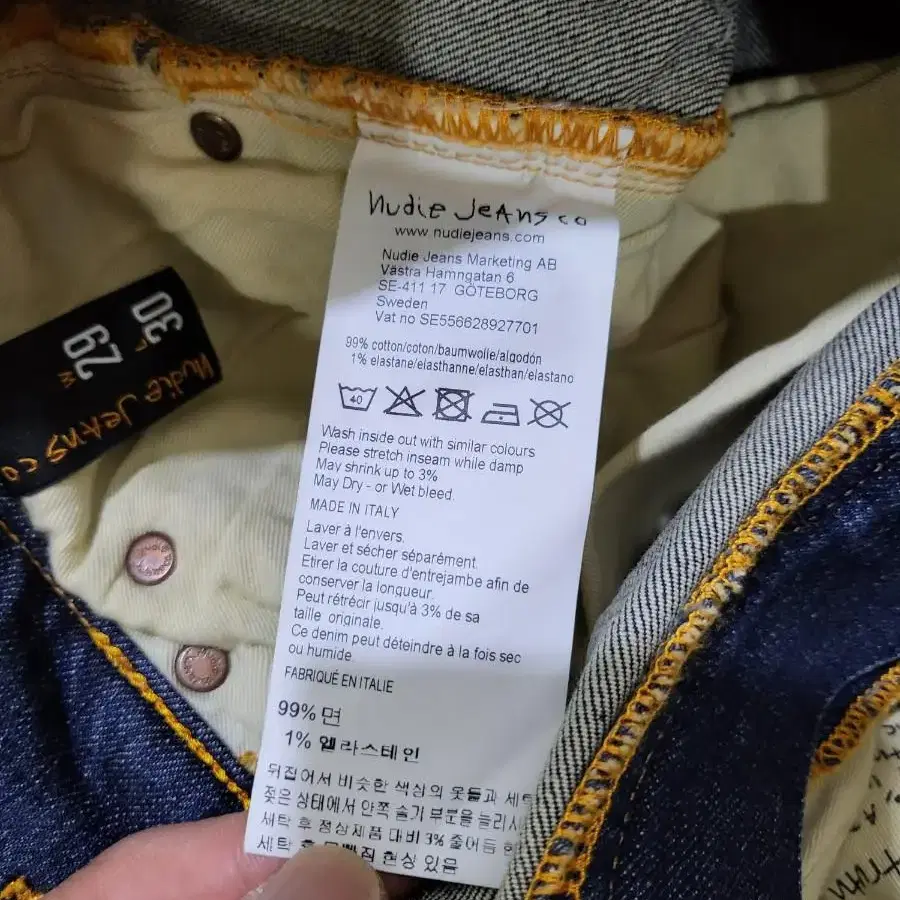 Nudie Jeans co
www.nudiejeans.com
Nudie Jeans Marketing AB
Västra Hamngatan 6
SE-411 17 GÖTEBORG
Sweden
Vat no SE556628927701
99% cotton/coton/baumwolle/algodón
1% elastane/elasthanne/elasthan/elastano
40
Wash inside out with similar colours
Please stretch inseam while damp
May shrink up to 3%
May Dry - or Wet bleed.
MADE IN ITALY
Laver à l'envers.
Laver et sécher séparément.
Etirer la couture d'entrejambe afin de
conserver la longueur.
Peut rétrécir jusqu'à 3% de sa
taille originale.
Ce denim peut déteindre à la fois sec
ou humide.
FABRIQUÉ EN ITALIE
99% 면
1% 엘라스테인
뒤집어서 비슷한 색상의 옷들과
젖은 상태에서 안쪽 솔기 부분을
세탁 후 정상제품 대비 3% 줄어듬
세탁 후 현상 있음
30
W 29
Nudie Jeans co